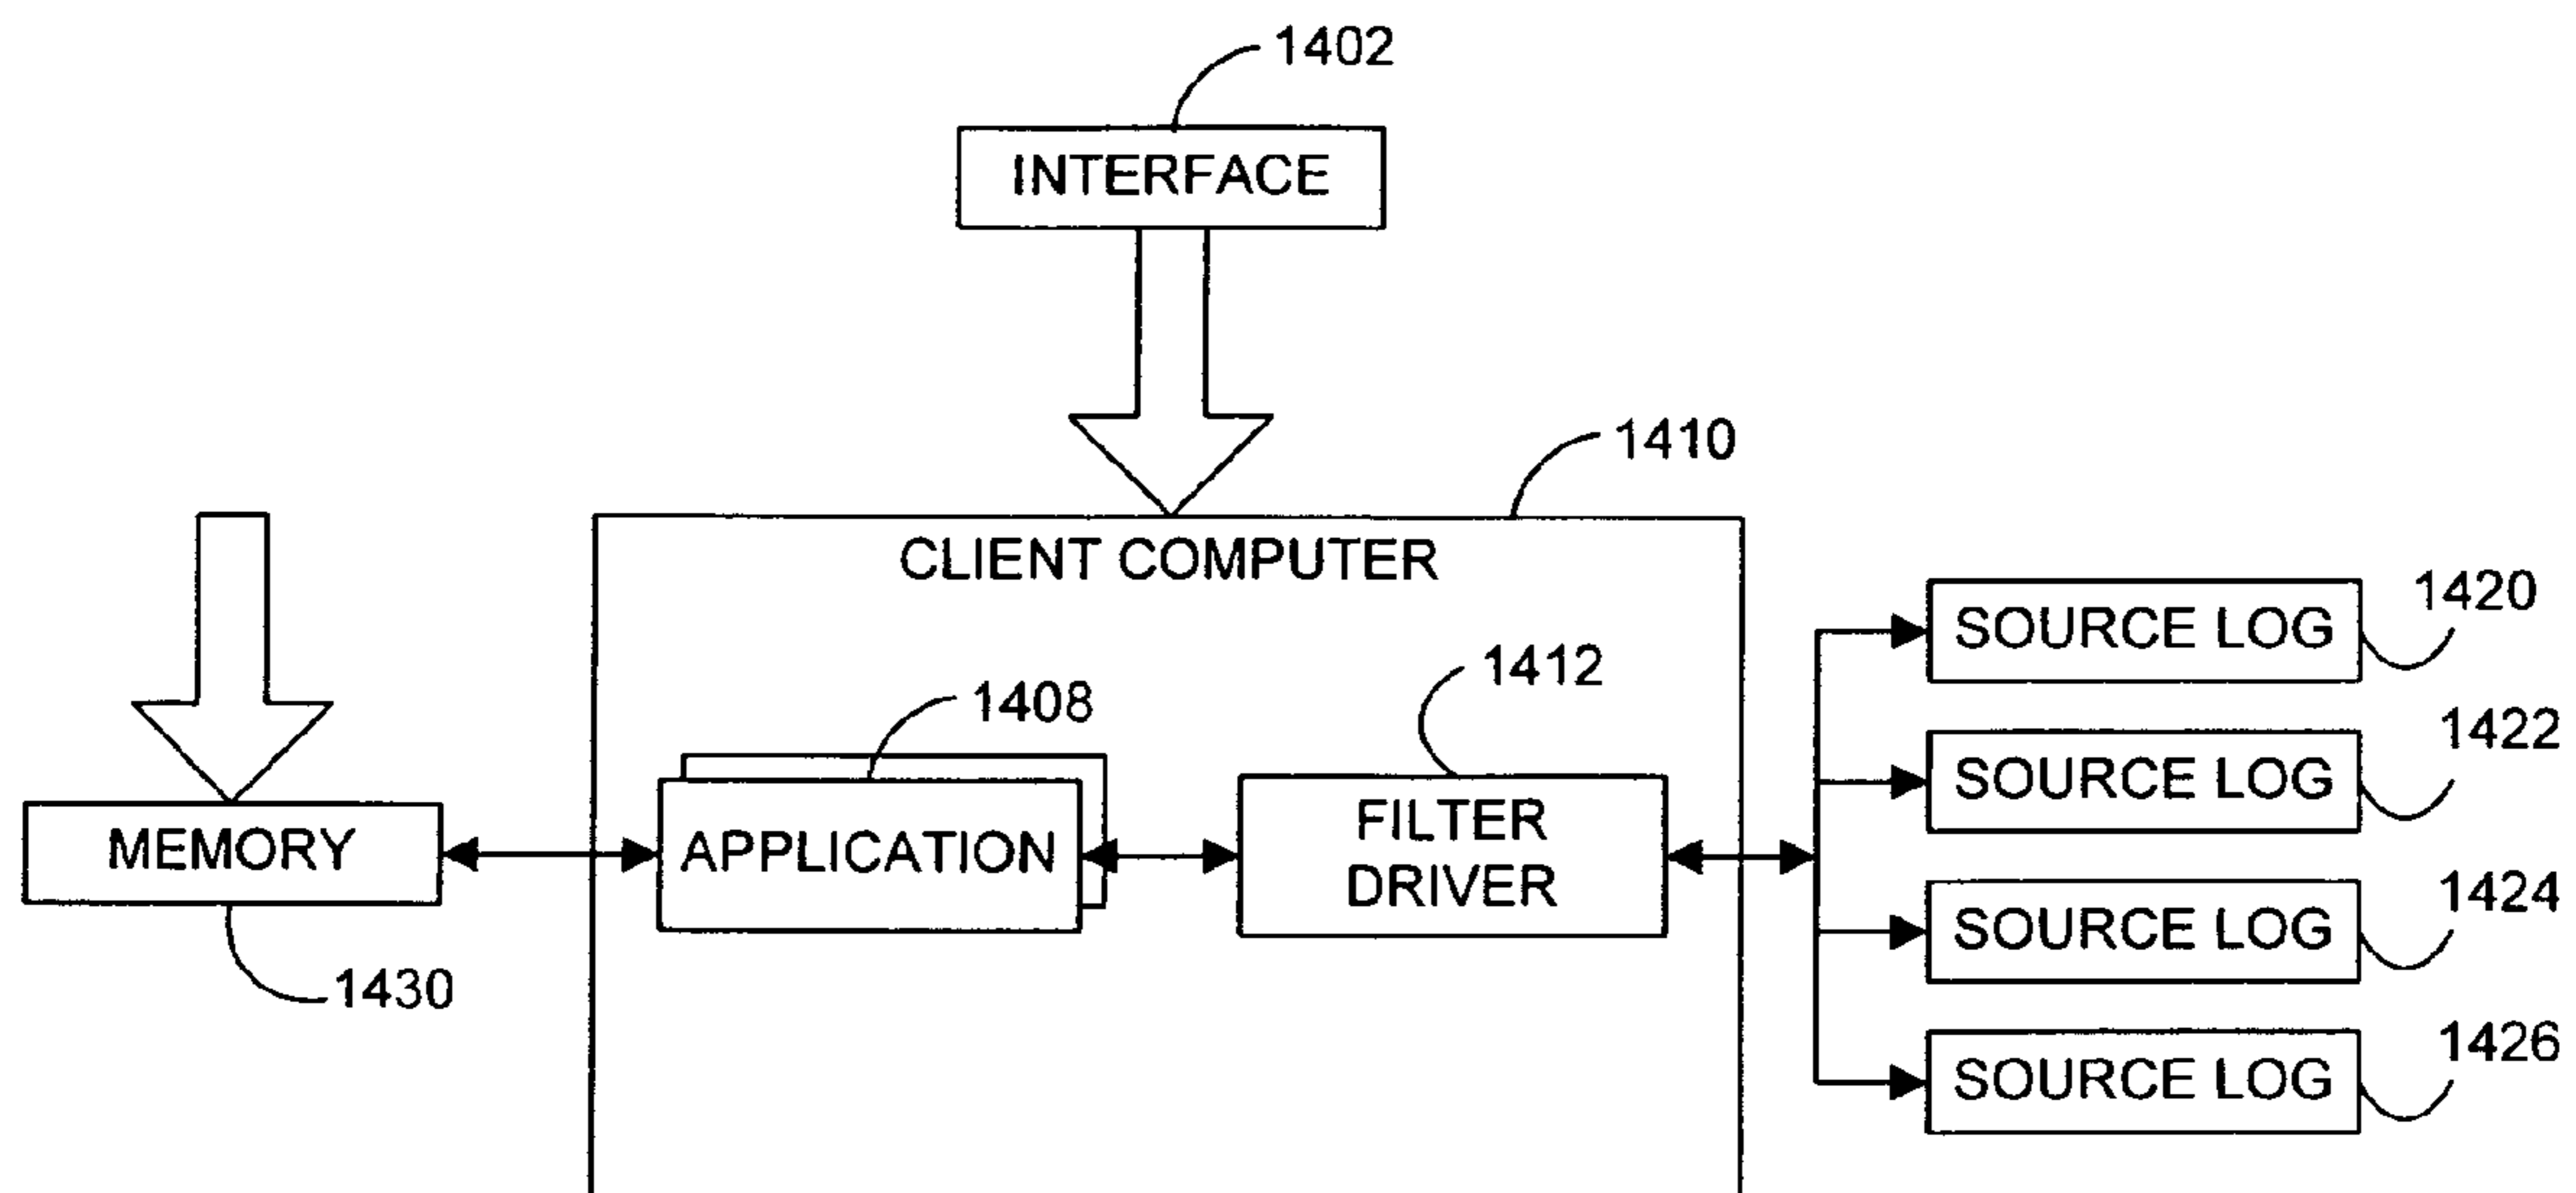 1402
INTERFACE
1410
CLIENT COMPUTER
1408
1412
MEMORY
APPLICATION
FILTER
DRIVER
1430
SOURCE LOG
1420
SOURCE LOG
1422
SOURCE LOG
1424
SOURCE LOG
1426